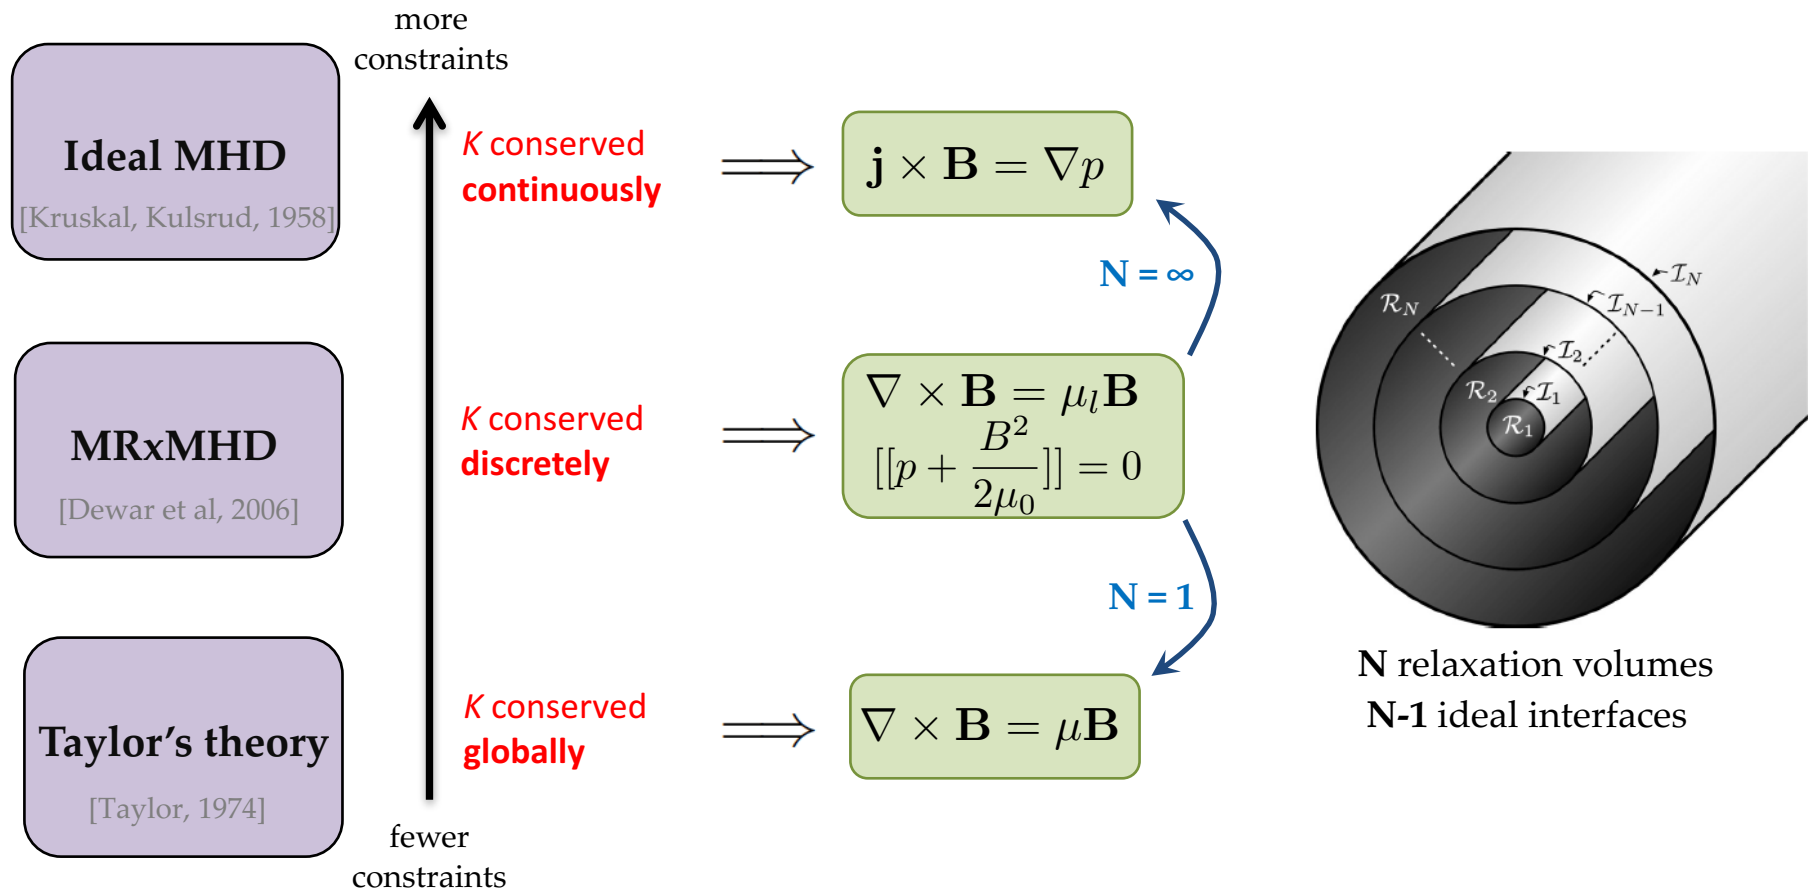 more
constraints
Ideal MHD
[Kruskal, Kulsrud, 1958]
K conserved
continuously
⟹
j × B = ∇p
N = ∞
MRxMHD
[Dewar et al, 2006]
K conserved
discretely
⟹
∇ × B = μ_l B
[[p + B²/2μ₀]] = 0
N = 1
Taylor's theory
[Taylor, 1974]
K conserved
globally
⟹
∇ × B = μB
fewer
constraints
I_N
R_N
I_{N−1}
I_2
R_2
I_1
R_1
N relaxation volumes
N-1 ideal interfaces